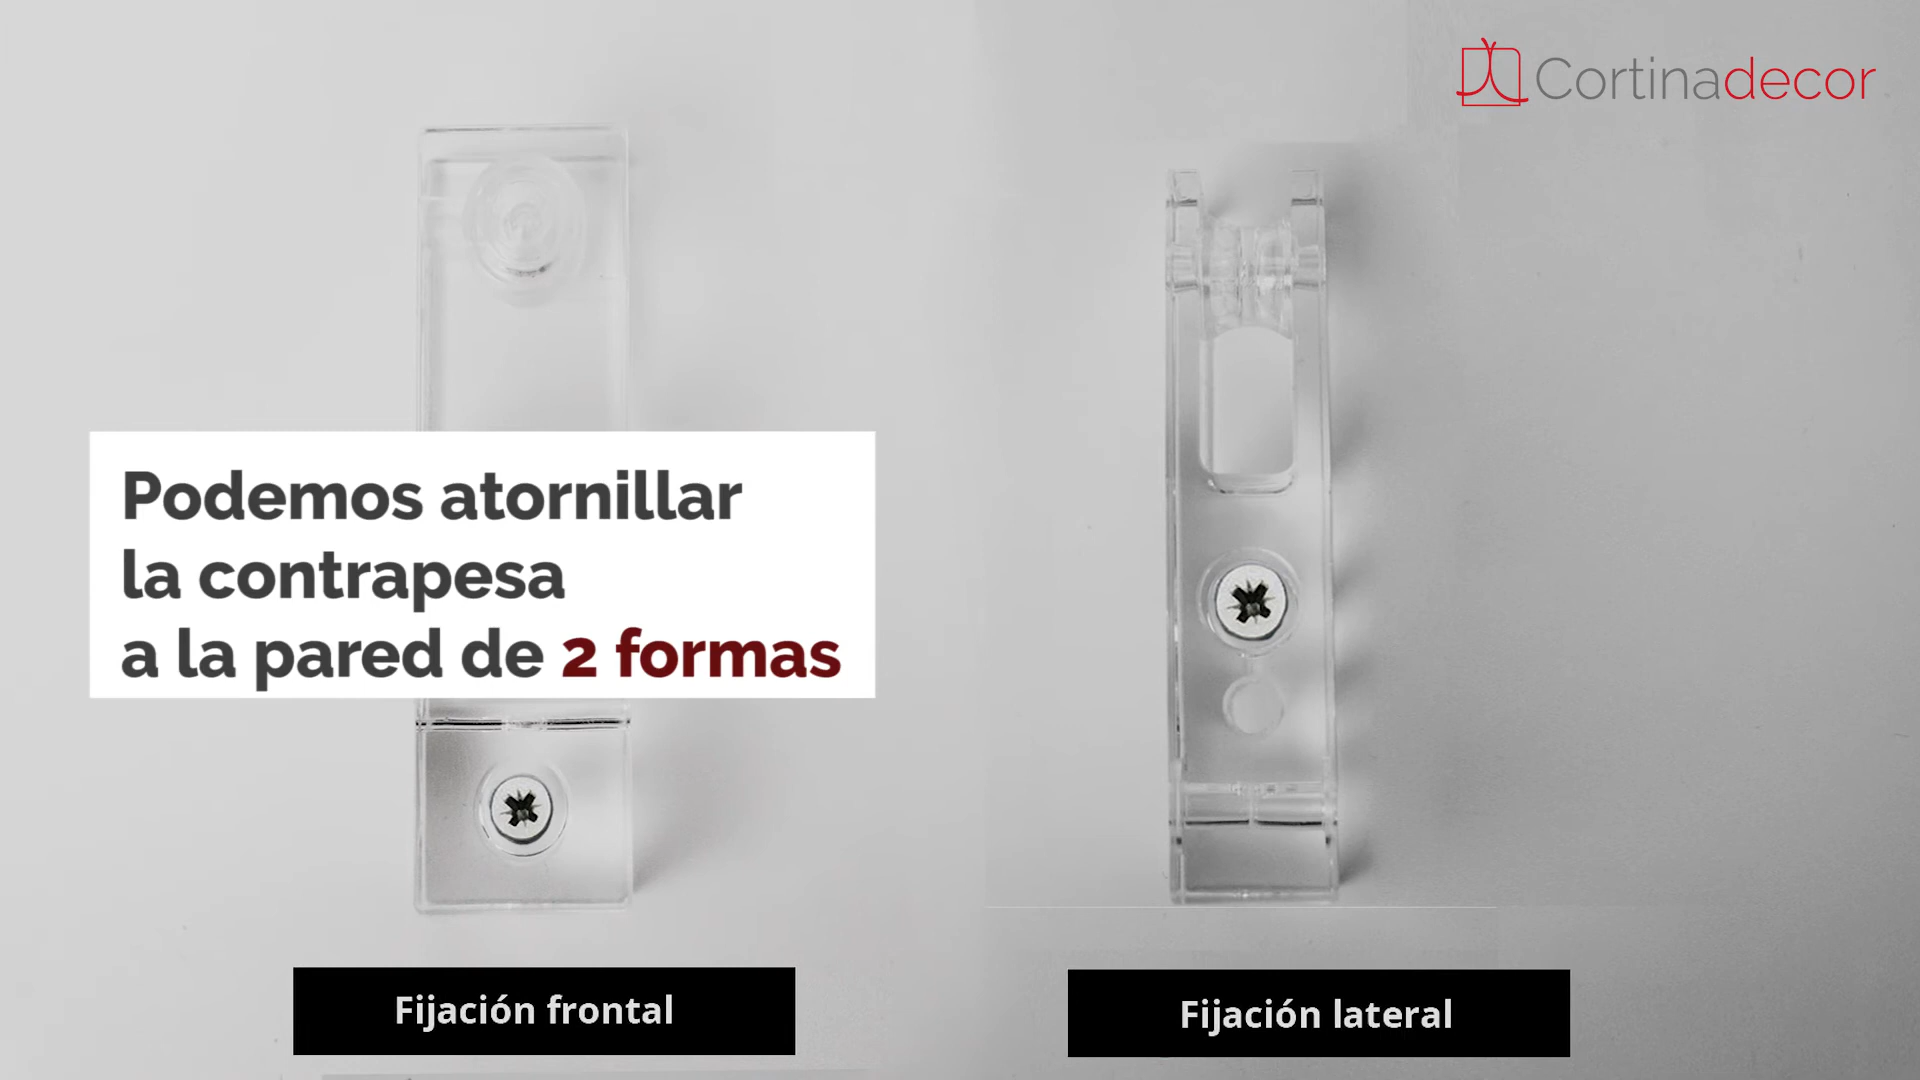 Cortinadecor
Podemos atornillar
la contrapesa
a la pared de 2 formas
Fijación frontal
Fijación lateral